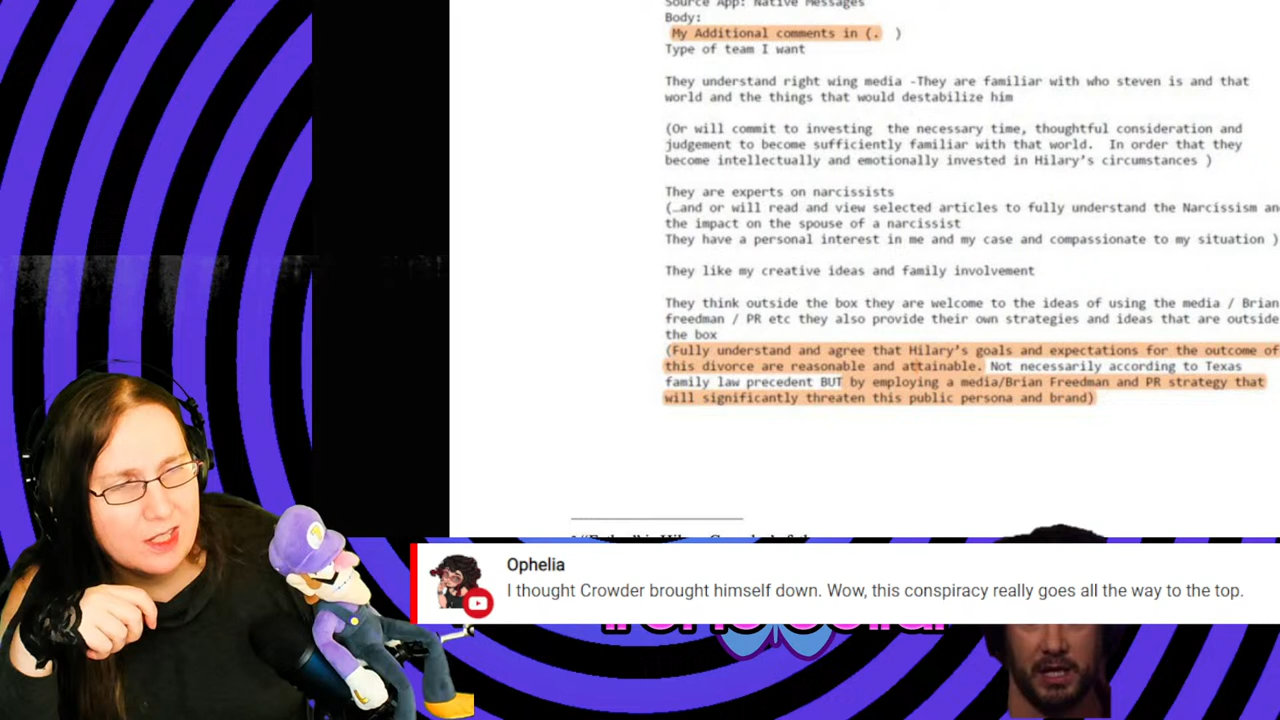 Source App: Native Messages
Body:
My Additional comments in (. )
Type of team I want
They understand right wing media -They are familiar with who steven is and that
world and the things that would destabilize him
(Or will commit to investing the necessary time, thoughtful consideration and
judgement to become sufficiently familiar with that world. In order that they
become intellectually and emotionally invested in Hilary’s circumstances )
They are experts on narcissists
(…and or will read and view selected articles to fully understand the Narcissism an
the impact on the spouse of a narcissist
They have a personal interest in me and my case and compassionate to my situation )
They like my creative ideas and family involvement
They think outside the box they are welcome to the ideas of using the media / Brian
freedman / PR etc they also provide their own strategies and ideas that are outside
the box
(Fully understand and agree that Hilary’s goals and expectations for the outcome of
this divorce are reasonable and attainable. Not necessarily according to Texas
family law precedent BUT by employing a media/Brian Freedman and PR strategy that
will significantly threaten this public persona and brand)
Ophelia
I thought Crowder brought himself down. Wow, this conspiracy really goes all the way to the top.